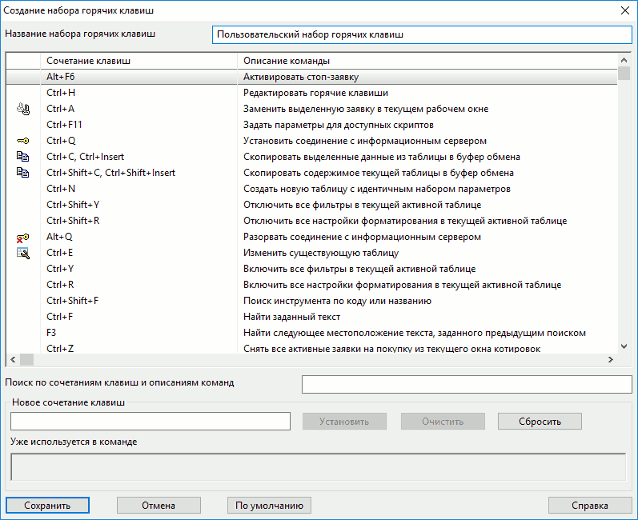 Создание набора горячих клавиш
Название набора горячих клавиш Пользовательский набор горячих клавиш
Сочетание клавиш Описание команды
Alt+F6 Активировать стоп-заявку
Ctrl+H Редактировать горячие клавиши
Ctrl+A Заменить выделенную заявку в текущем рабочем окне
Ctrl+F11 Задать параметры для доступных скриптов
Ctrl+Q Установить соединение с информационным сервером
Ctrl+C, Ctrl+Insert Скопировать выделенные данные из таблицы в буфер обмена
Ctrl+Shift+C, Ctrl+Shift+Insert Скопировать содержимое текущей таблицы в буфер обмена
Ctrl+N Создать новую таблицу с идентичным набором параметров
Ctrl+Shift+Y Отключить все фильтры в текущей активной таблице
Ctrl+Shift+R Отключить все настройки форматирования в текущей активной таблице
Alt+Q Разорвать соединение с информационным сервером
Ctrl+E Изменить существующую таблицу
Ctrl+Y Включить все фильтры в текущей активной таблице
Ctrl+R Включить все настройки форматирования в текущей активной таблице
Ctrl+Shift+F Поиск инструмента по коду или названию
Ctrl+F Найти заданный текст
F3 Найти следующее местоположение текста, заданного предыдущим поиском
Ctrl+Z Снять все активные заявки на покупку из текущего окна котировок
Поиск по сочетаниям клавиш и описаниям команд
Новое сочетание клавиш
Установить Очистить Сбросить
Уже используется в команде
Сохранить Отмена По умолчанию Справка